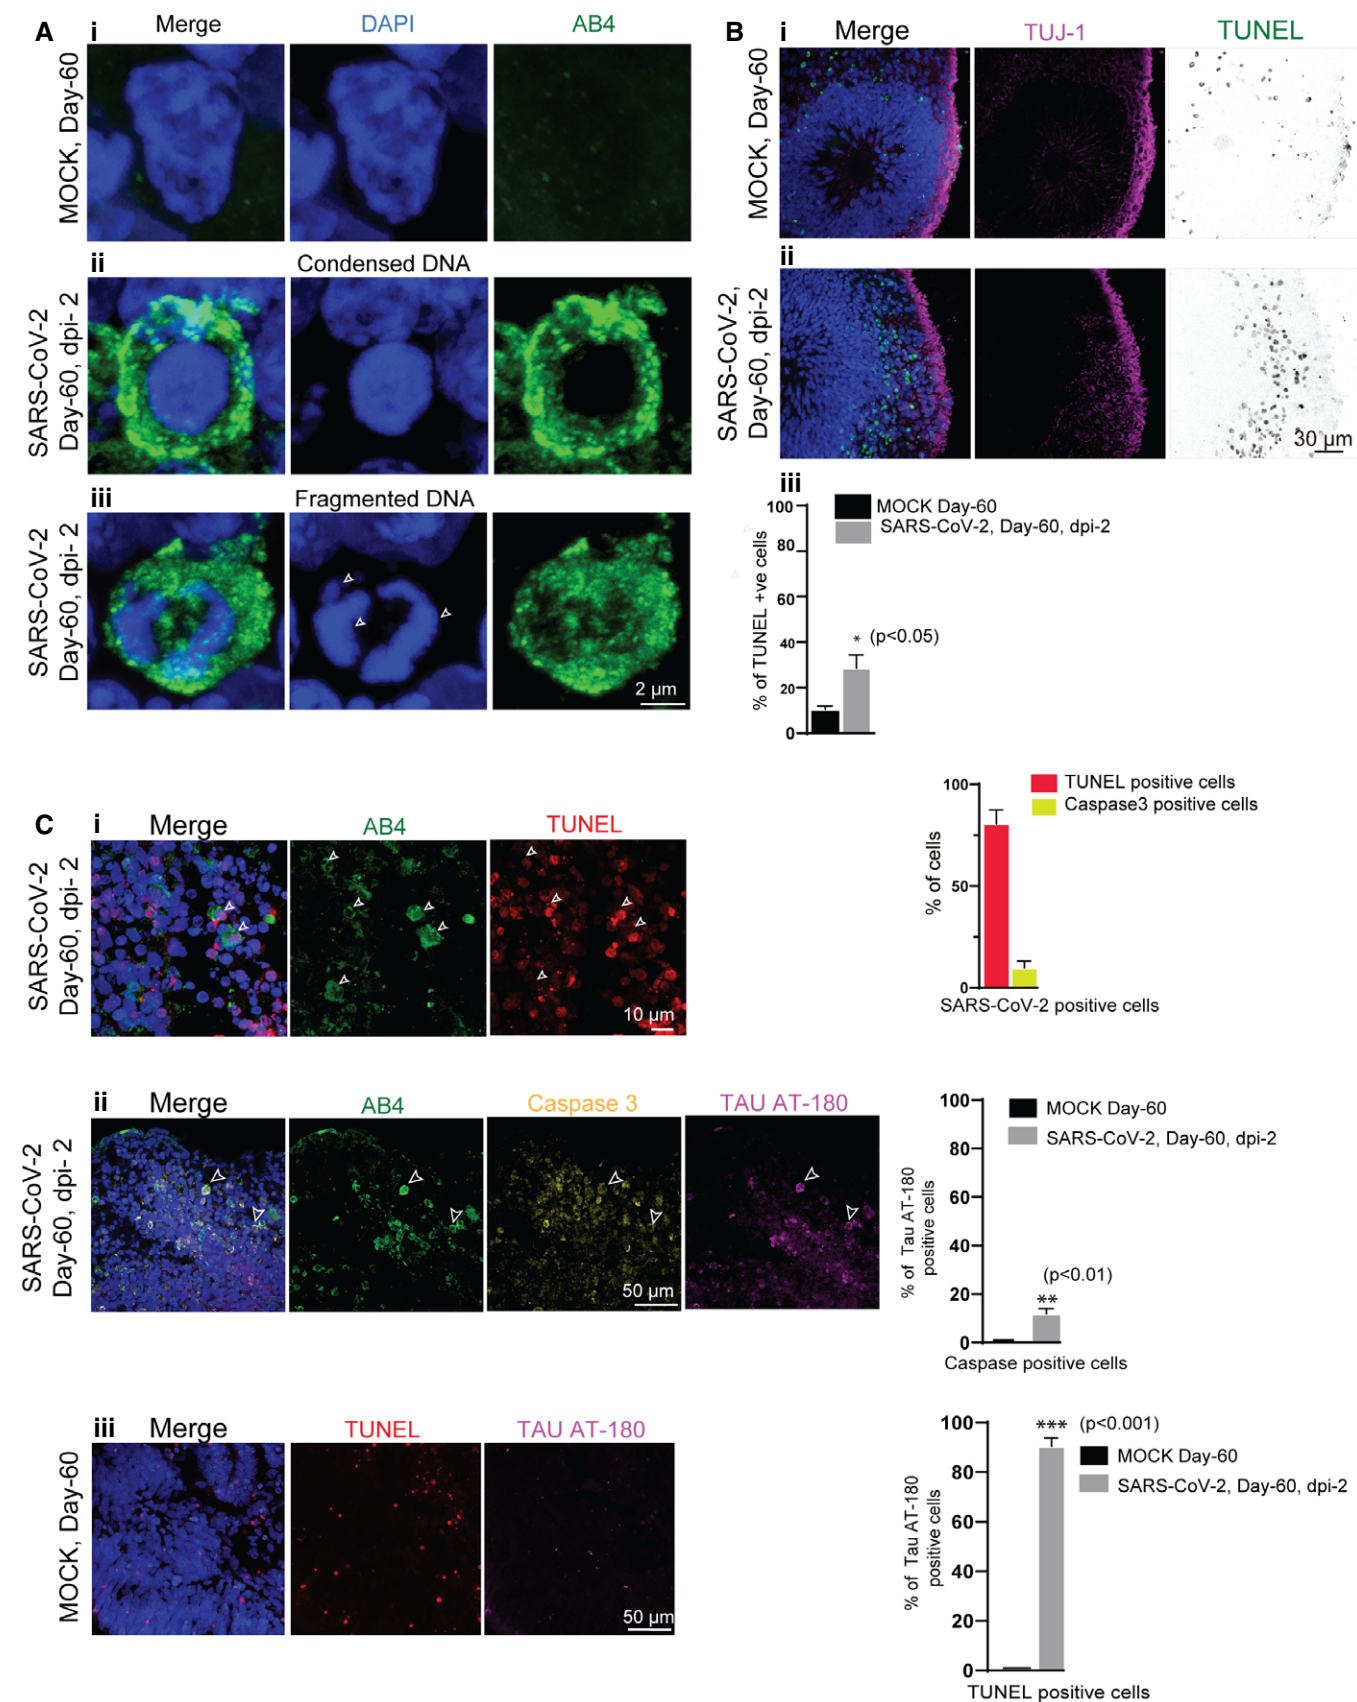 A
i
Merge
DAPI
AB4
MOCK, Day-60
ii
Condensed DNA
SARS-CoV-2
Day-60, dpi- 2
iii
Fragmented DNA
SARS-CoV-2
Day-60, dpi- 2
2 µm
B
i
Merge
TUJ-1
TUNEL
MOCK, Day-60
ii
SARS-CoV-2,
Day-60, dpi-2
30 µm
iii
MOCK Day-60
SARS-CoV-2, Day-60, dpi-2
% of TUNEL +ve cells
100
80
60
40
20
0
* (p<0.05)
C
i
Merge
AB4
TUNEL
SARS-CoV-2
Day-60, dpi- 2
10 µm
TUNEL positive cells
Caspase3 positive cells
% of cells
100
50
0
SARS-CoV-2 positive cells
ii
Merge
AB4
Caspase 3
TAU AT-180
SARS-CoV-2
Day-60, dpi- 2
50 µm
MOCK Day-60
SARS-CoV-2, Day-60, dpi-2
% of Tau AT-180
positive cells
100
80
60
40
20
0
(p<0.01)
**
Caspase positive cells
iii
Merge
TUNEL
TAU AT-180
MOCK, Day-60
50 µm
*** (p<0.001)
MOCK Day-60
SARS-CoV-2, Day-60, dpi-2
% of Tau AT-180
positive cells
100
80
60
40
20
0
TUNEL positive cells